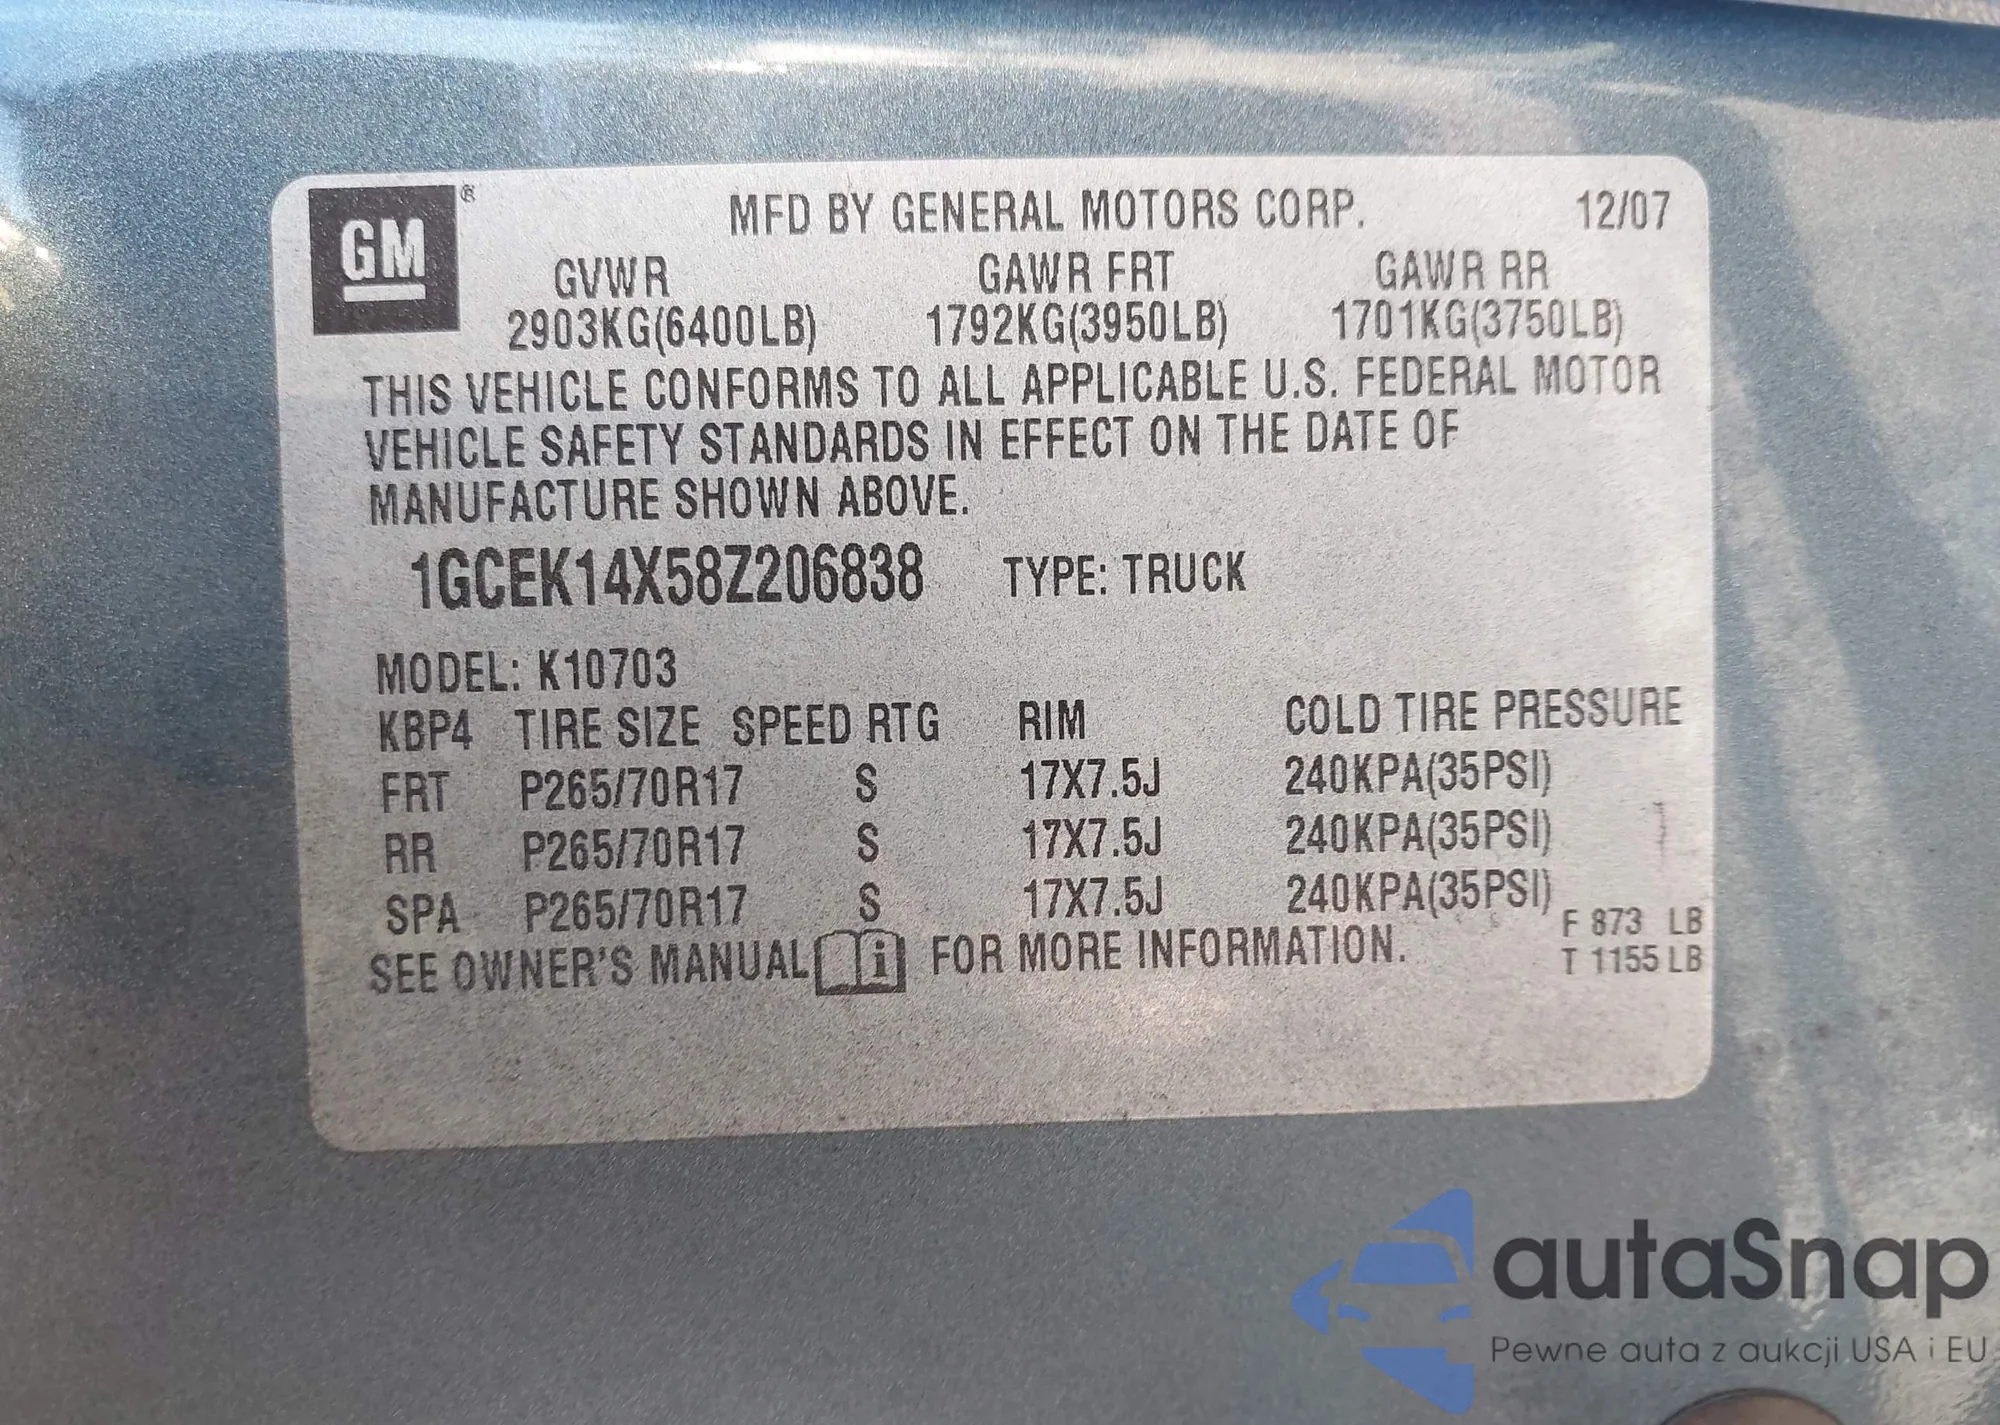 GM ®
MFD BY GENERAL MOTORS CORP. 12/07
GVWR GAWR FRT GAWR RR
2903KG(6400LB) 1792KG(3950LB) 1701KG(3750LB)
THIS VEHICLE CONFORMS TO ALL APPLICABLE U.S. FEDERAL MOTOR
VEHICLE SAFETY STANDARDS IN EFFECT ON THE DATE OF
MANUFACTURE SHOWN ABOVE.
1GCEK14X58Z206838 TYPE: TRUCK
MODEL: K10703
KBP4 TIRE SIZE SPEED RTG RIM COLD TIRE PRESSURE
FRT P265/70R17 S 17X7.5J 240KPA(35PSI)
RR P265/70R17 S 17X7.5J 240KPA(35PSI)
SPA P265/70R17 S 17X7.5J 240KPA(35PSI)
F 873 LB
SEE OWNER'S MANUAL i FOR MORE INFORMATION. T 1155 LB
autaSnap
Pewne auta z aukcji USA i EU